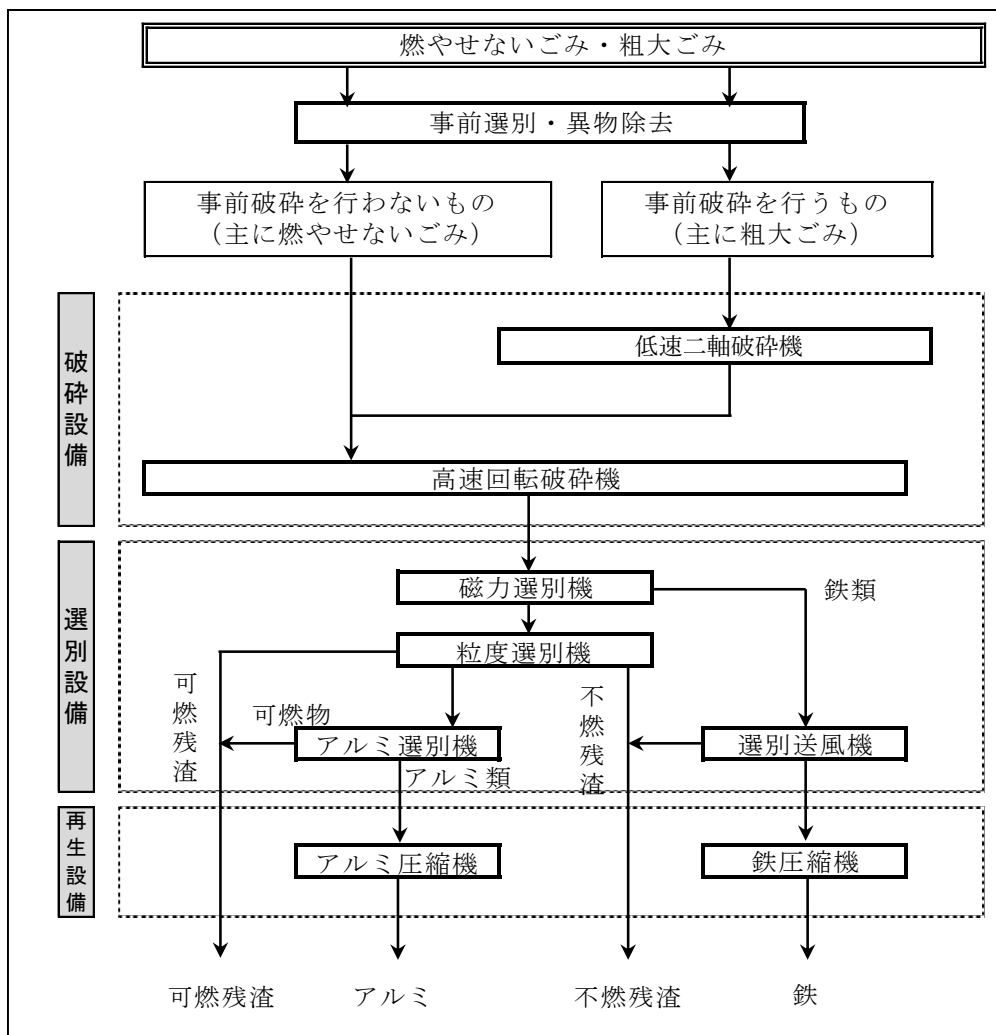 燃やせないごみ・粗大ごみ
事前選別・異物除去
事前破砕を行わないもの
（主に燃やせないごみ）
事前破砕を行うもの
（主に粗大ごみ）
破砕設備
低速二軸破砕機
高速回転破砕機
選別設備
磁力選別機
鉄類
粒度選別機
可燃残渣
可燃物
不燃残渣
アルミ選別機
選別送風機
アルミ類
再生設備
アルミ圧縮機
鉄圧縮機
可燃残渣
アルミ
不燃残渣
鉄